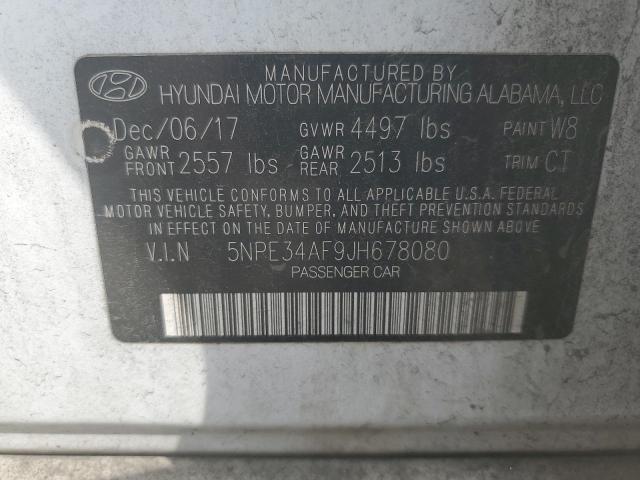 MANUFACTURED BY
HYUNDAI MOTOR MANUFACTURING ALABAMA, LLC
Dec/06/17 GVWR 4497 lbs PAINT W8
GAWR FRONT 2557 lbs GAWR REAR 2513 lbs TRIM CT
THIS VEHICLE CONFORMS TO ALL APPLICABLE U.S.A. FEDERAL
MOTOR VEHICLE SAFETY, BUMPER, AND THEFT PREVENTION STANDARDS
IN EFFECT ON THE DATE OF MANUFACTURING SHOWN ABOVE
V.I.N 5NPE34AF9JH678080
PASSENGER CAR